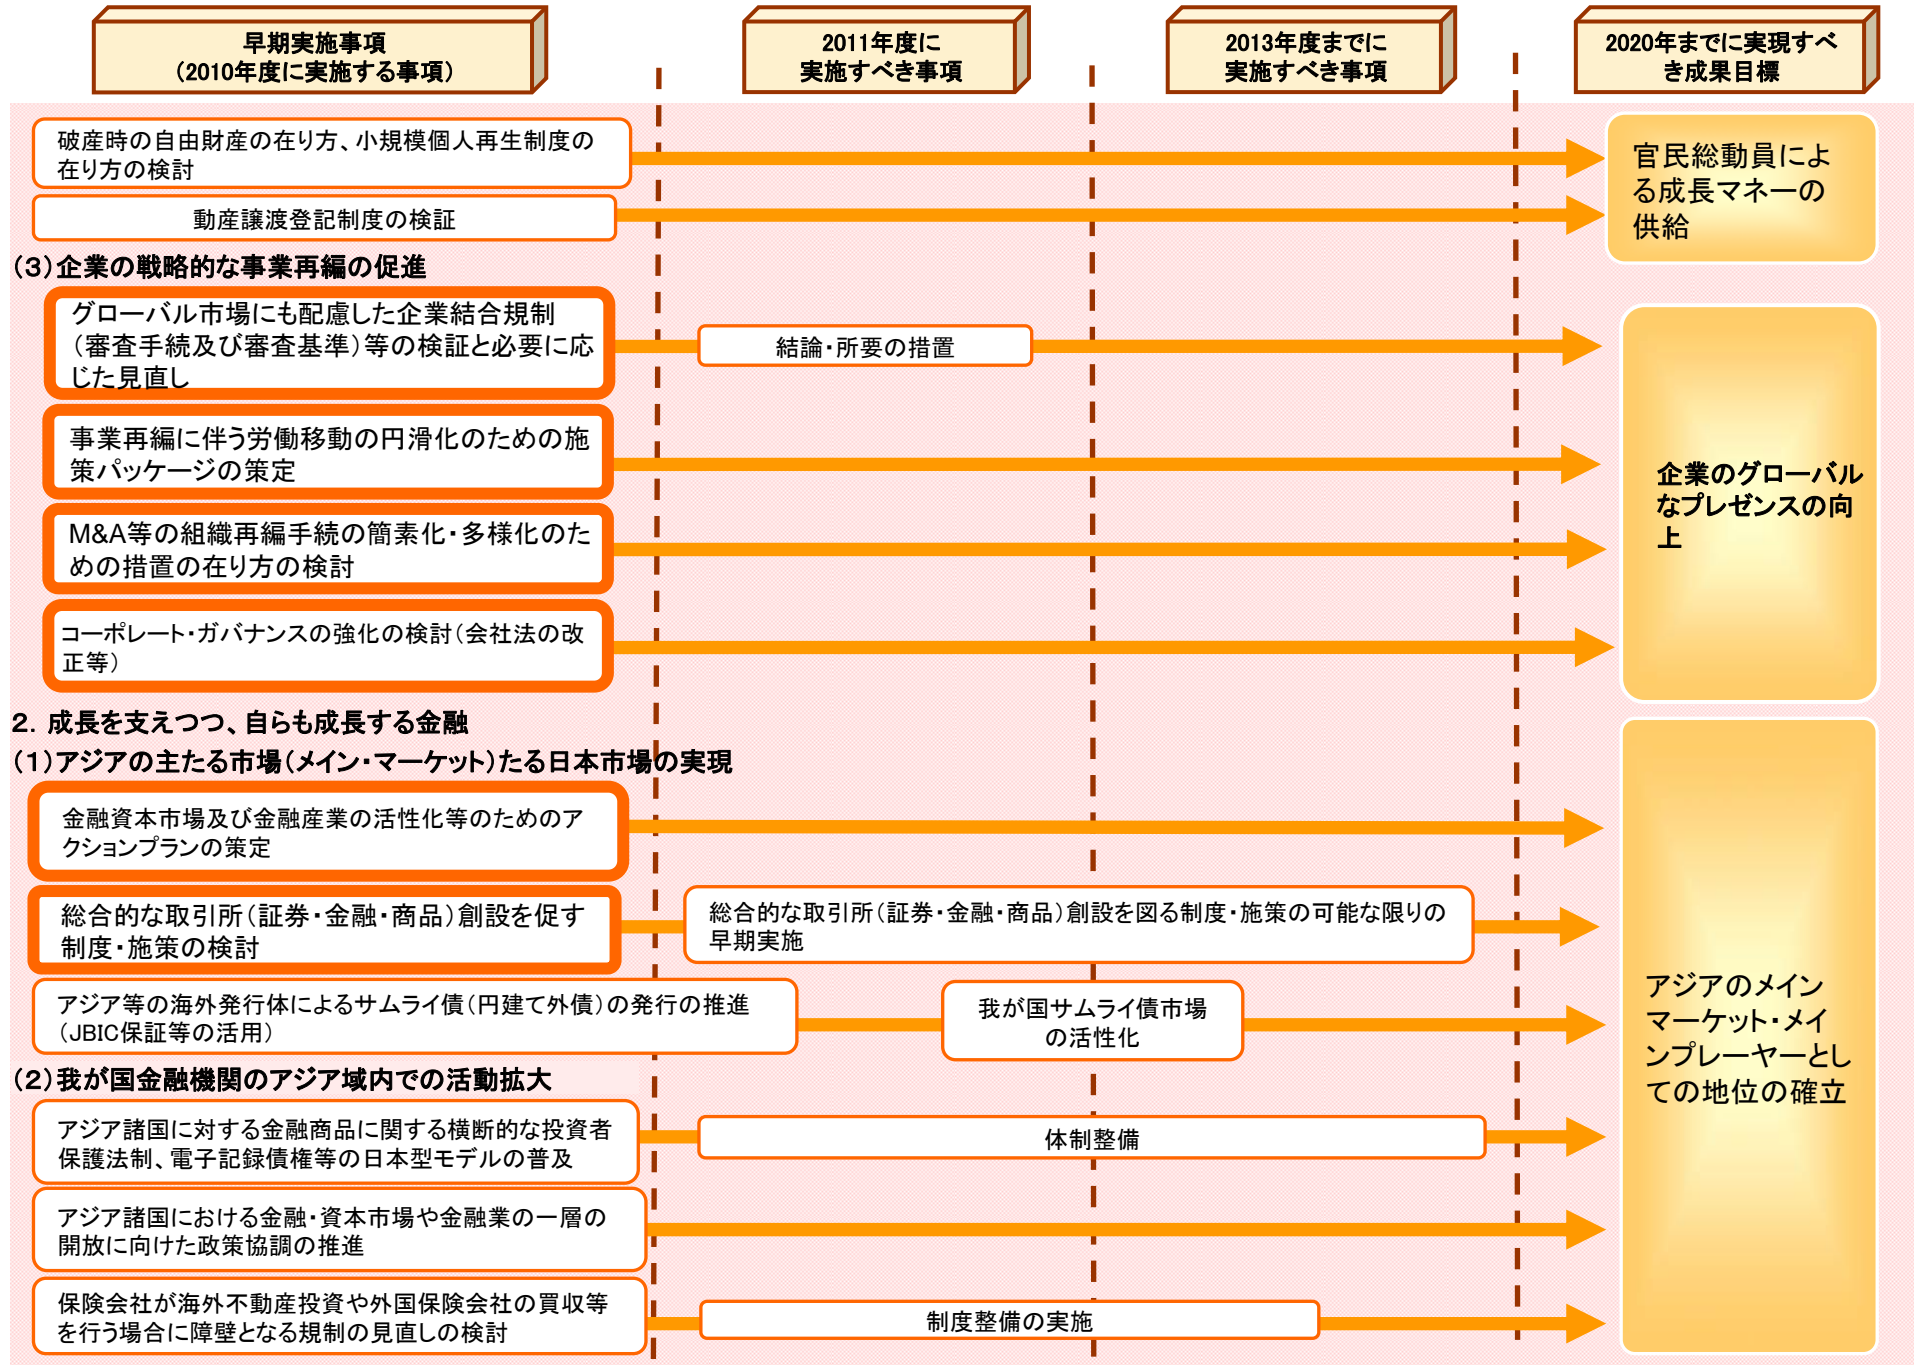 早期実施事項
（2010年度に実施する事項）
2011年度に
実施すべき事項
2013年度までに
実施すべき事項
2020年までに実現すべ
き成果目標
破産時の自由財産の在り方、小規模個人再生制度の
在り方の検討
動産譲渡登記制度の検証
官民総動員によ
る成長マネーの
供給
（３）企業の戦略的な事業再編の促進
グローバル市場にも配慮した企業結合規制
（審査手続及び審査基準）等の検証と必要に応
じた見直し
結論・所要の措置
事業再編に伴う労働移動の円滑化のための施
策パッケージの策定
M&A等の組織再編手続の簡素化・多様化のた
めの措置の在り方の検討
コーポレート・ガバナンスの強化の検討（会社法の改
正等）
企業のグローバル
なプレゼンスの向
上
２．成長を支えつつ、自らも成長する金融
（１）アジアの主たる市場（メイン・マーケット）たる日本市場の実現
金融資本市場及び金融産業の活性化等のためのア
クションプランの策定
総合的な取引所（証券・金融・商品）創設を促す
制度・施策の検討
総合的な取引所（証券・金融・商品）創設を図る制度・施策の可能な限りの
早期実施
アジア等の海外発行体によるサムライ債（円建て外債）の発行の推進
（JBIC保証等の活用）
我が国サムライ債市場
の活性化
（２）我が国金融機関のアジア域内での活動拡大
アジア諸国に対する金融商品に関する横断的な投資者
保護法制、電子記録債権等の日本型モデルの普及
体制整備
アジア諸国における金融・資本市場や金融業の一層の
開放に向けた政策協調の推進
保険会社が海外不動産投資や外国保険会社の買収等
を行う場合に障壁となる規制の見直しの検討
制度整備の実施
アジアのメイン
マーケット・メイ
ンプレーヤーとし
ての地位の確立